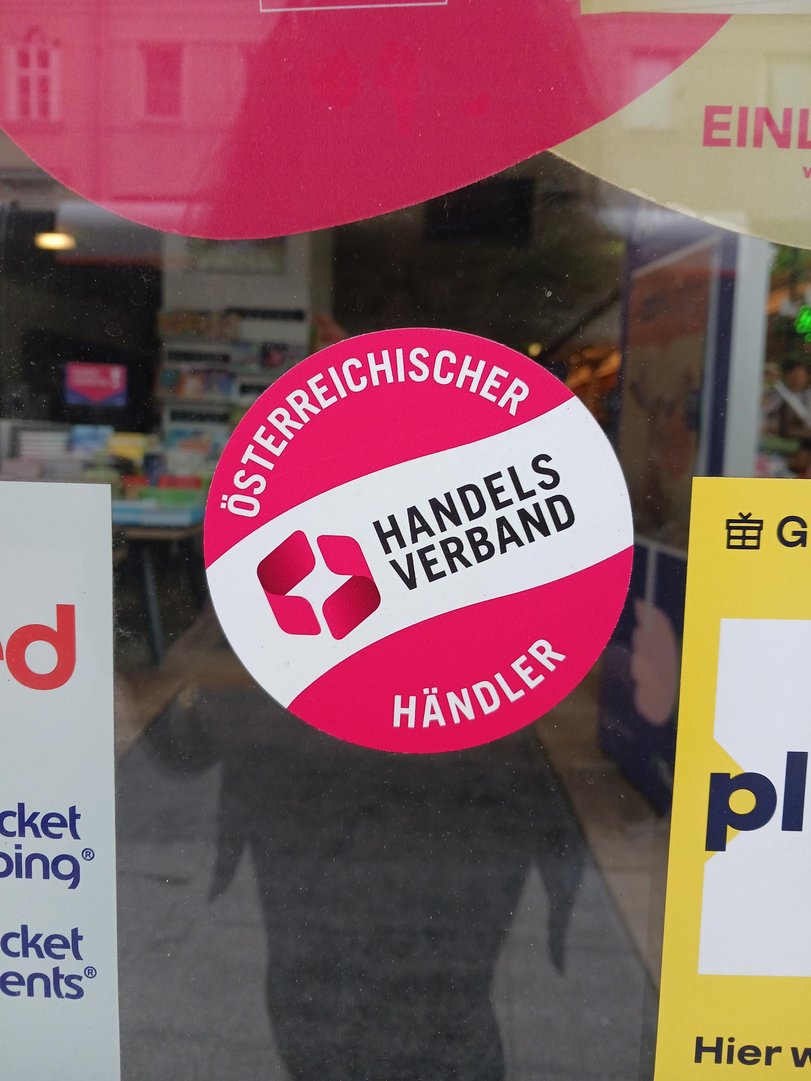 EINL
ÖSTERREICHISCHER
HANDELS
VERBAND
HÄNDLER
G
ed
pl
cket
ping®
cket
ents®
Hier w